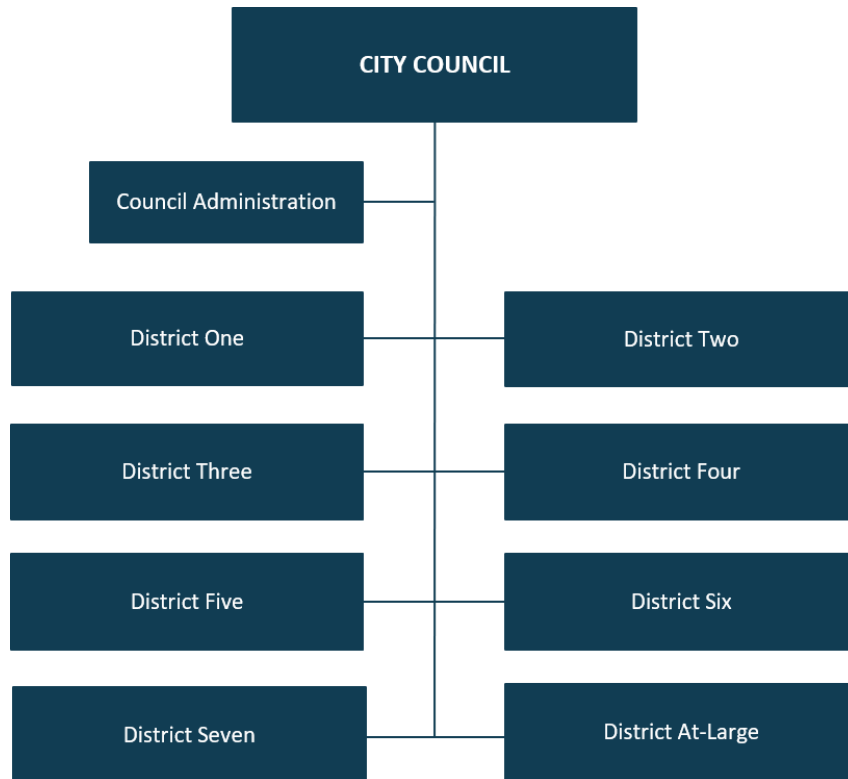 CITY COUNCIL
Council Administration
District One
District Two
District Three
District Four
District Five
District Six
District Seven
District At-Large